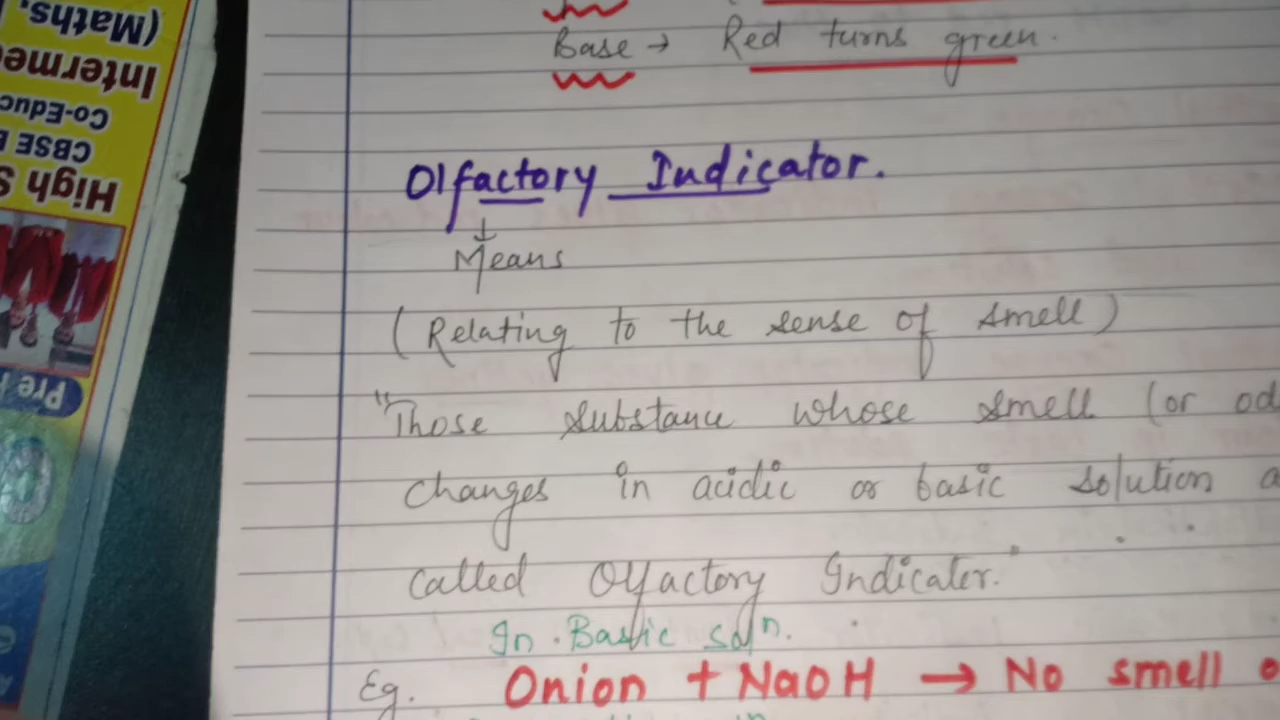 Base → Red turns green.
Olfactory Indicator.
↓
Means
(Relating to the sense of smell)
"Those substance whose smell (or od
changes in acidic or basic solution a
called Olfactory Indicator."
In Basic sol n.
Eg. Onion + NaOH → No smell o
(Maths,
Interme
Co-Educ
CBSE
High S
Pre